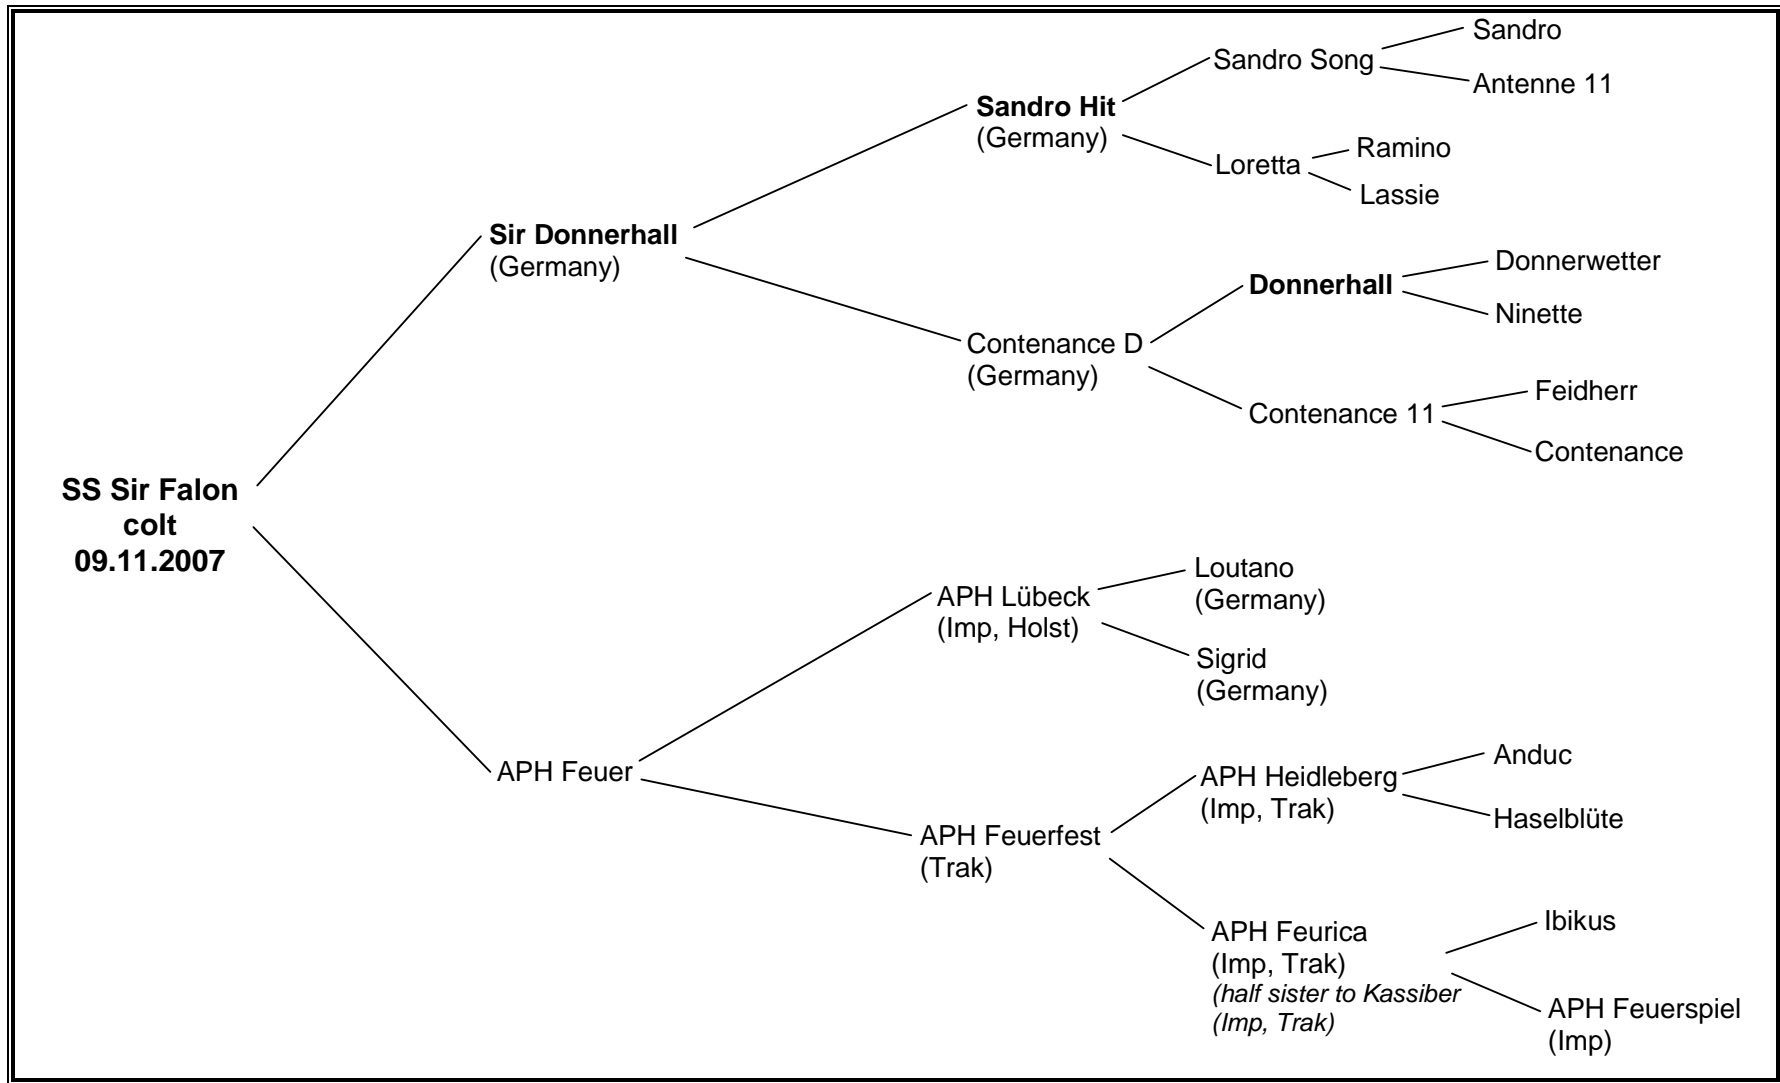 Sandro
Sandro Song
Antenne 11
Sandro Hit
(Germany)
Ramino
Loretta
Lassie
Sir Donnerhall
(Germany)
Donnerwetter
Donnerhall
Ninette
Contenance D
(Germany)
Feidherr
Contenance 11
Contenance
SS Sir Falon
colt
09.11.2007
Loutano
(Germany)
APH Lübeck
(Imp, Holst)
Sigrid
(Germany)
APH Feuer
Anduc
APH Heidleberg
(Imp, Trak)
Haselblüte
APH Feuerfest
(Trak)
Ibikus
APH Feurica
(Imp, Trak)
(half sister to Kassiber
(Imp, Trak)
APH Feuerspiel
(Imp)